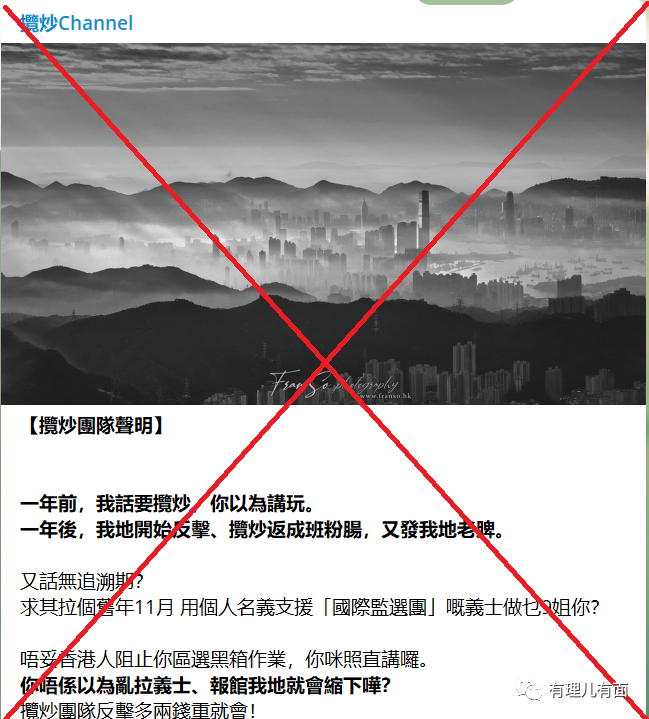 攬炒Channel
Fran So photography
www.franso.hk
【攬炒團隊聲明】
一年前，我話要攬炒，你以為講玩。
一年後，我地開始反擊、攬炒返成班粉腸，又發我地老脾。
又話無追溯期?
求其拉個舊年11月 用個人名義支援「國際監選團」嘅義士做乜9姐你?
唔妥香港人阻止你區選黑箱作業，你咪照直講囉。
你唔係以為亂拉義士、報館我地就會縮下嘩?
攬炒團隊反擊多兩錢重就會!
有理儿有面